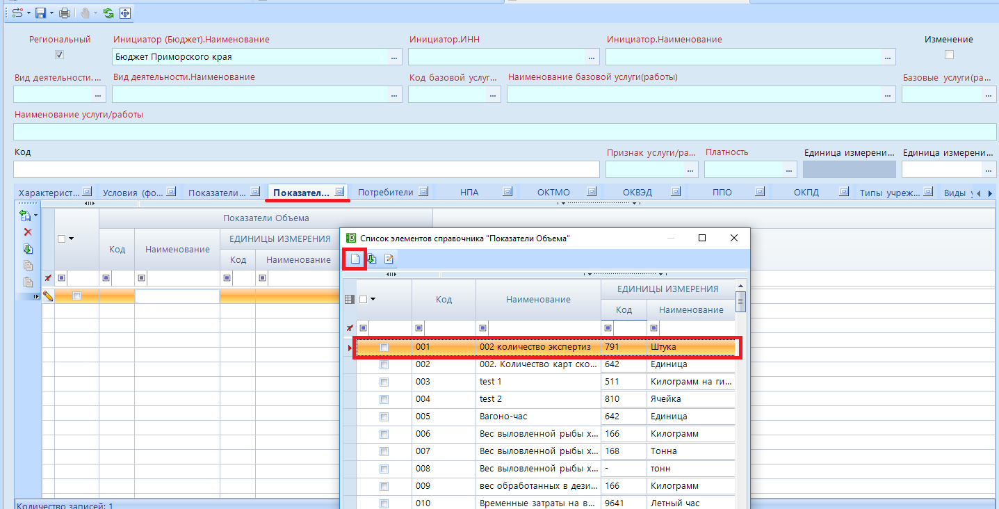 Региональный Инициатор (Бюджет).Наименование Инициатор.ИНН Инициатор.Наименование Изменение
Бюджет Приморского края ... ... ...
Вид деятельности.... Вид деятельности.Наименование Код базовой услуг... Наименование базовой услуги(работы) Базовые услуги(ра...
... ... ... ... ...
Наименование услуги/работы
Код Признак услуги/ра... Платность Единица измерени... Единица измерени...
... ... ...
Характерист... Условия (фо... Показатели... Показател... Потребители НПА ОКТМО ОКВЭД ППО ОКПД Типы учреж... Виды
Показатели Объема
Код Наименование ЕДИНИЦЫ ИЗМЕРЕНИЯ
Код Наименование
Список элементов справочника "Показатели Объема"
Код Наименование ЕДИНИЦЫ ИЗМЕРЕНИЯ
Код Наименование
001 002 количество экспертиз 791 Штука
002 002. Количество карт ско... 642 Единица
003 test 1 511 Килограмм на ги...
004 test 2 810 Ячейка
005 Вагоно-час 642 Единица
006 Вес выловленной рыбы х... 166 Килограмм
007 Вес выловленной рыбы х... 168 Тонна
008 Вес выловленной рыбы х... - тонн
009 вес обработанных в дези... 166 Килограмм
010 Временные затраты на в... 9641 Летный час
Количество записей: 1